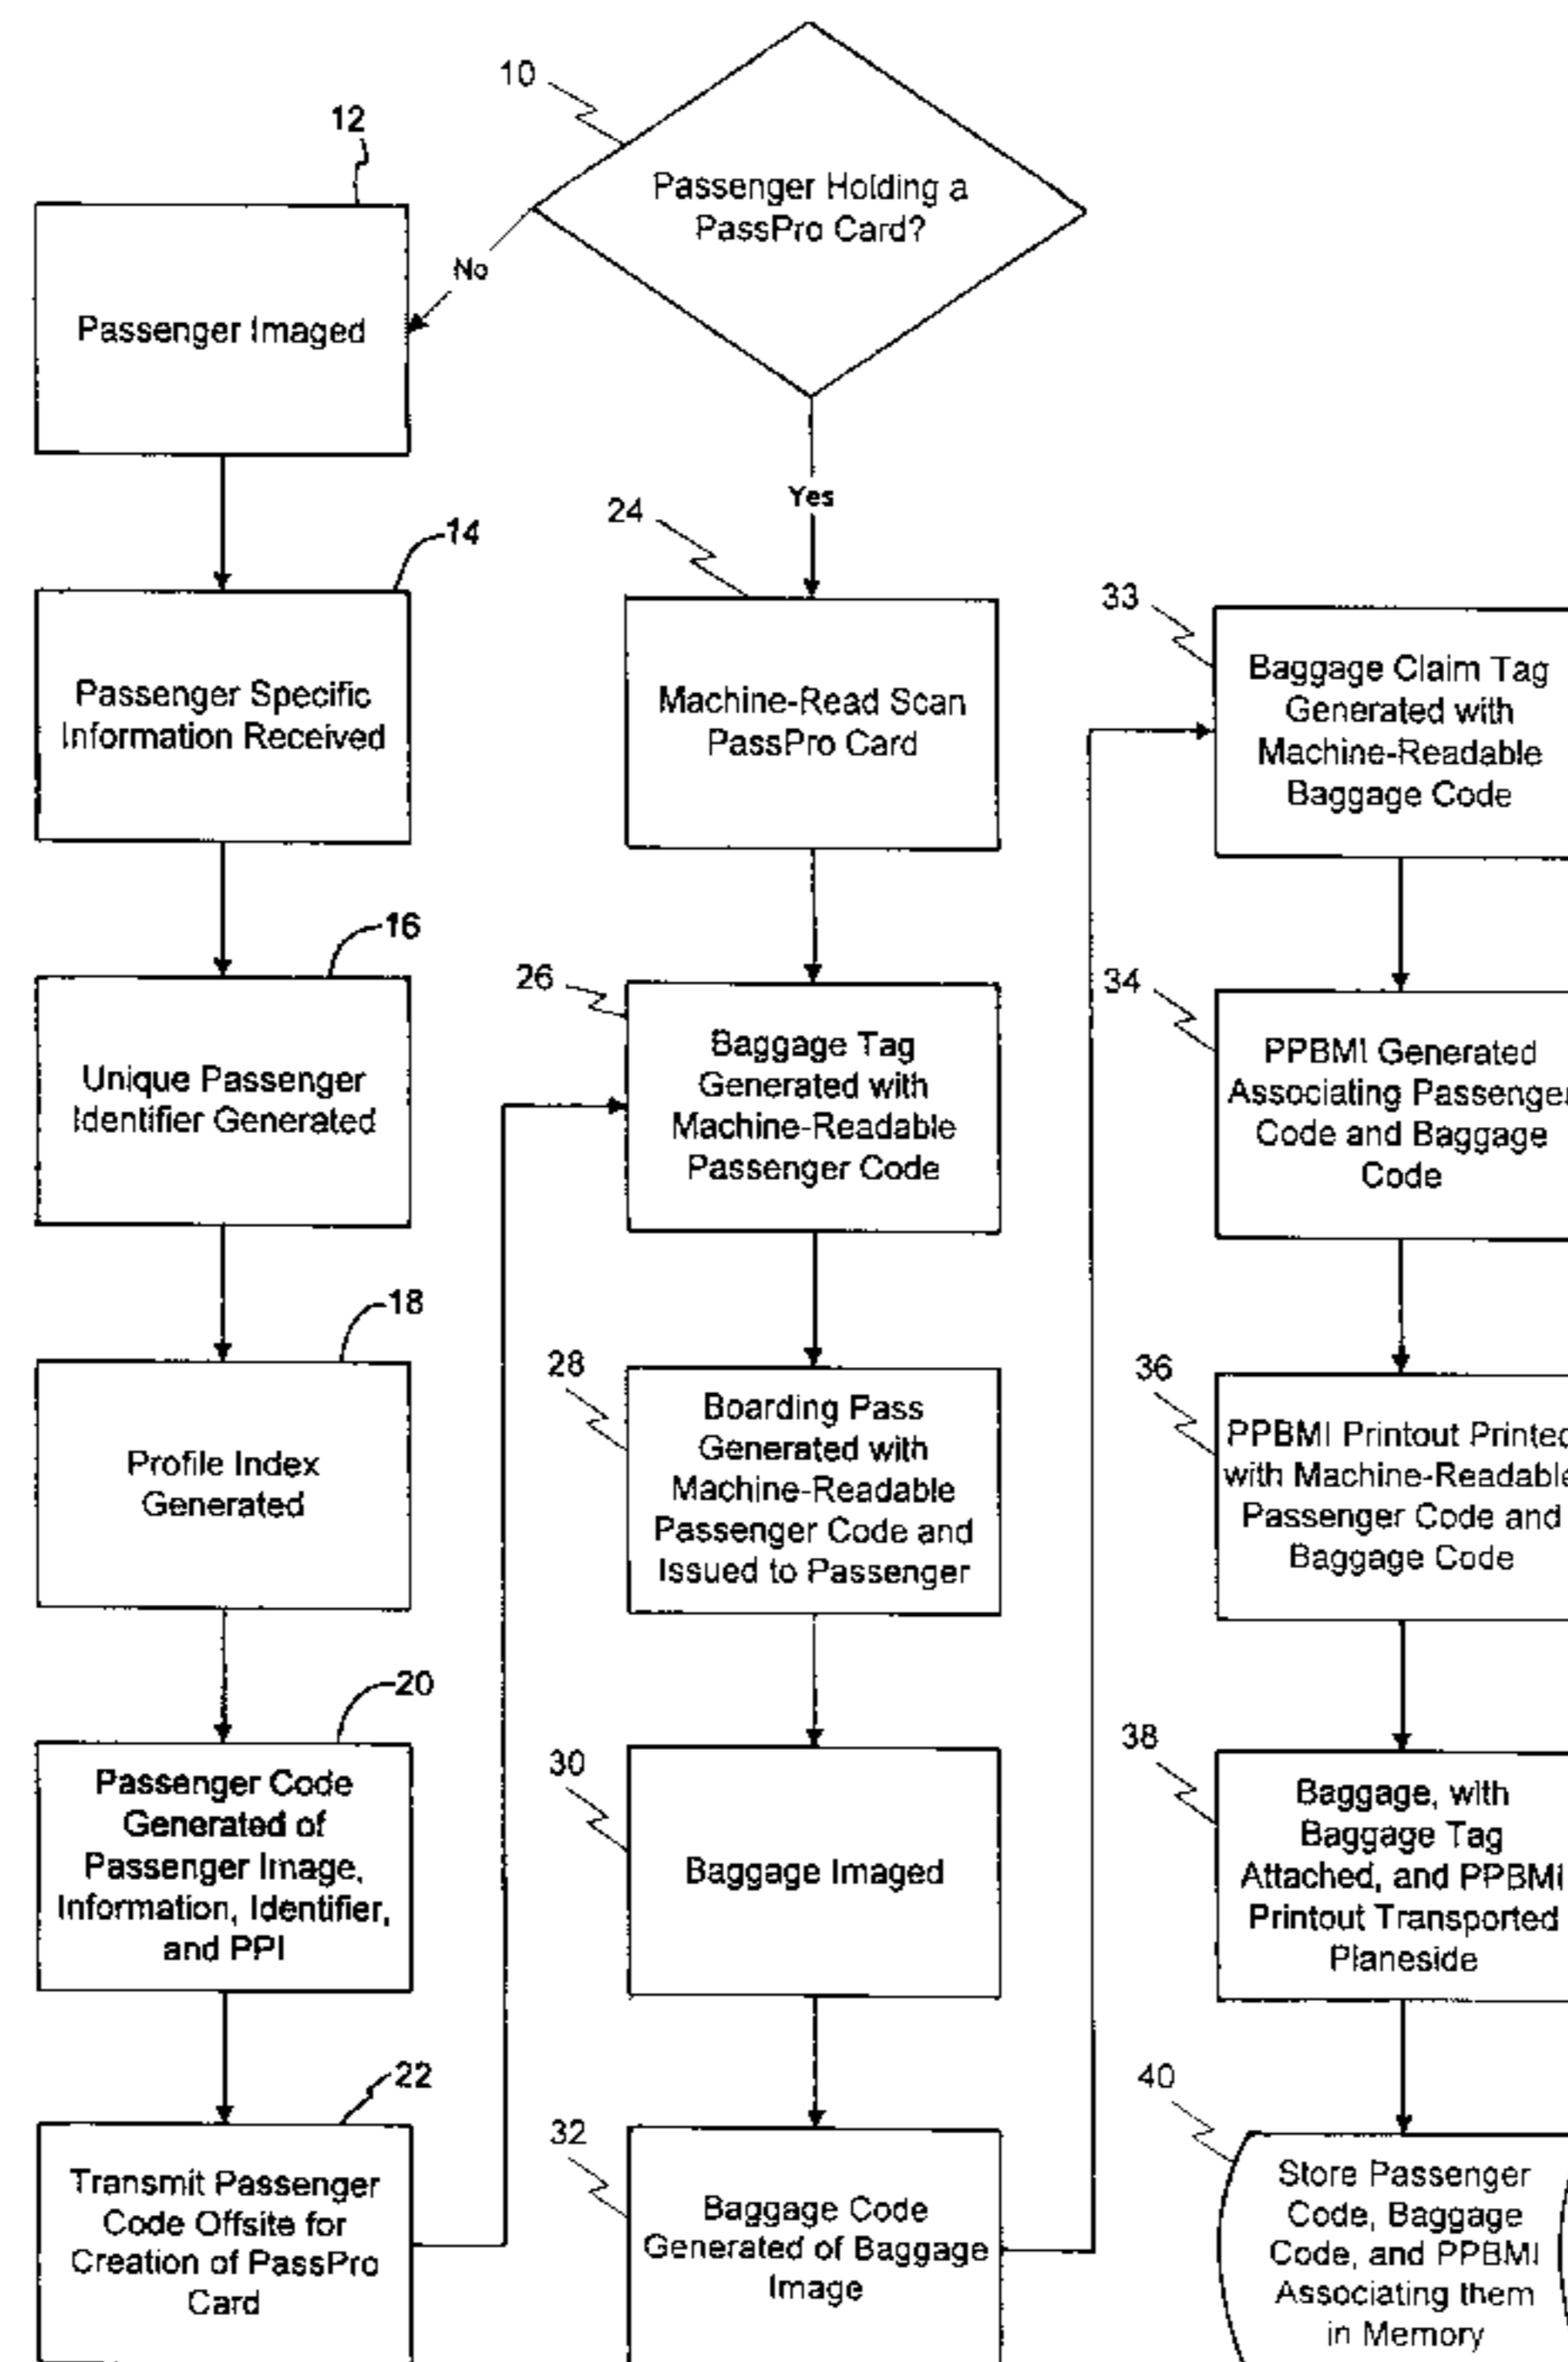 10
Passenger Holding a
PassPro Card?
No
Yes
12
Passenger Imaged
14
Passenger Specific
Information Received
16
Unique Passenger
Identifier Generated
18
Profile Index
Generated
20
Passenger Code
Generated of
Passenger Image,
Information, Identifier,
and PPI
22
Transmit Passenger
Code Offsite for
Creation of PassPro
Card
24
Machine-Read Scan
PassPro Card
26
Baggage Tag
Generated with
Machine-Readable
Passenger Code
28
Boarding Pass
Generated with
Machine-Readable
Passenger Code and
Issued to Passenger
30
Baggage Imaged
32
Baggage Code
Generated of Baggage
Image
33
Baggage Claim Tag
Generated with
Machine-Readable
Baggage Code
34
PPBMI Generated
Associating Passenger
Code and Baggage
Code
36
PPBMI Printout Printed
with Machine-Readable
Passenger Code and
Baggage Code
38
Baggage, with
Baggage Tag
Attached, and PPBMI
Printout Transported
Planeside
40
Store Passenger
Code, Baggage
Code, and PPBMI
Associating them
in Memory